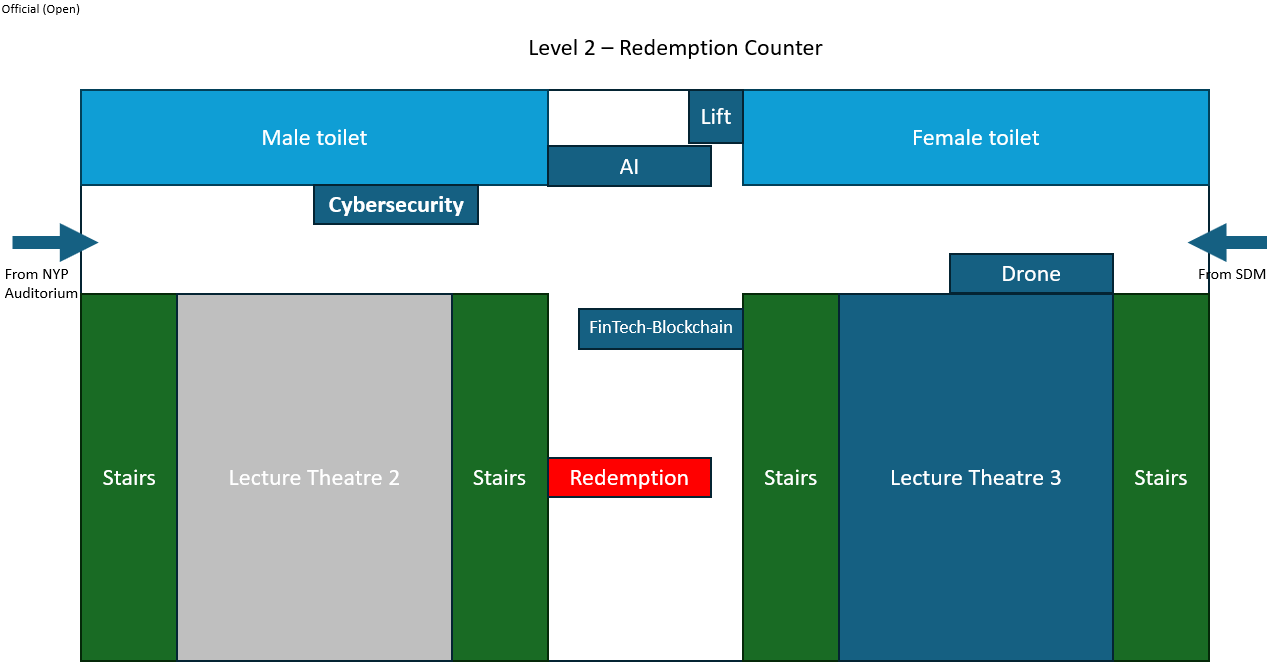 Official (Open)
Level 2 – Redemption Counter
Lift
Male toilet
Female toilet
AI
Cybersecurity
From NYP
Auditorium
From SDM
Drone
FinTech-Blockchain
Stairs
Lecture Theatre 2
Stairs
Redemption
Stairs
Lecture Theatre 3
Stairs